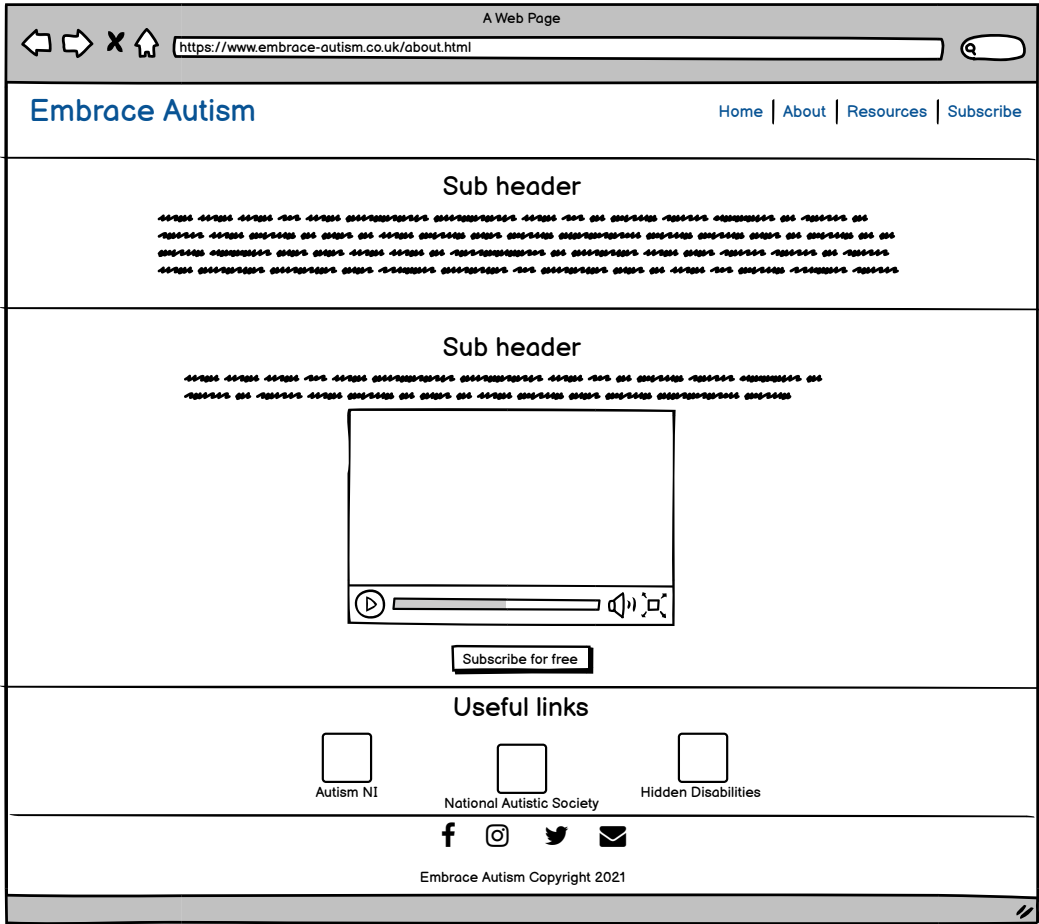 A Web Page
https://www.embrace-autism.co.uk/about.html
Embrace Autism
Home | About | Resources | Subscribe
Sub header
Sub header
Subscribe for free
Useful links
Autism NI
National Autistic Society
Hidden Disabilities
Embrace Autism Copyright 2021